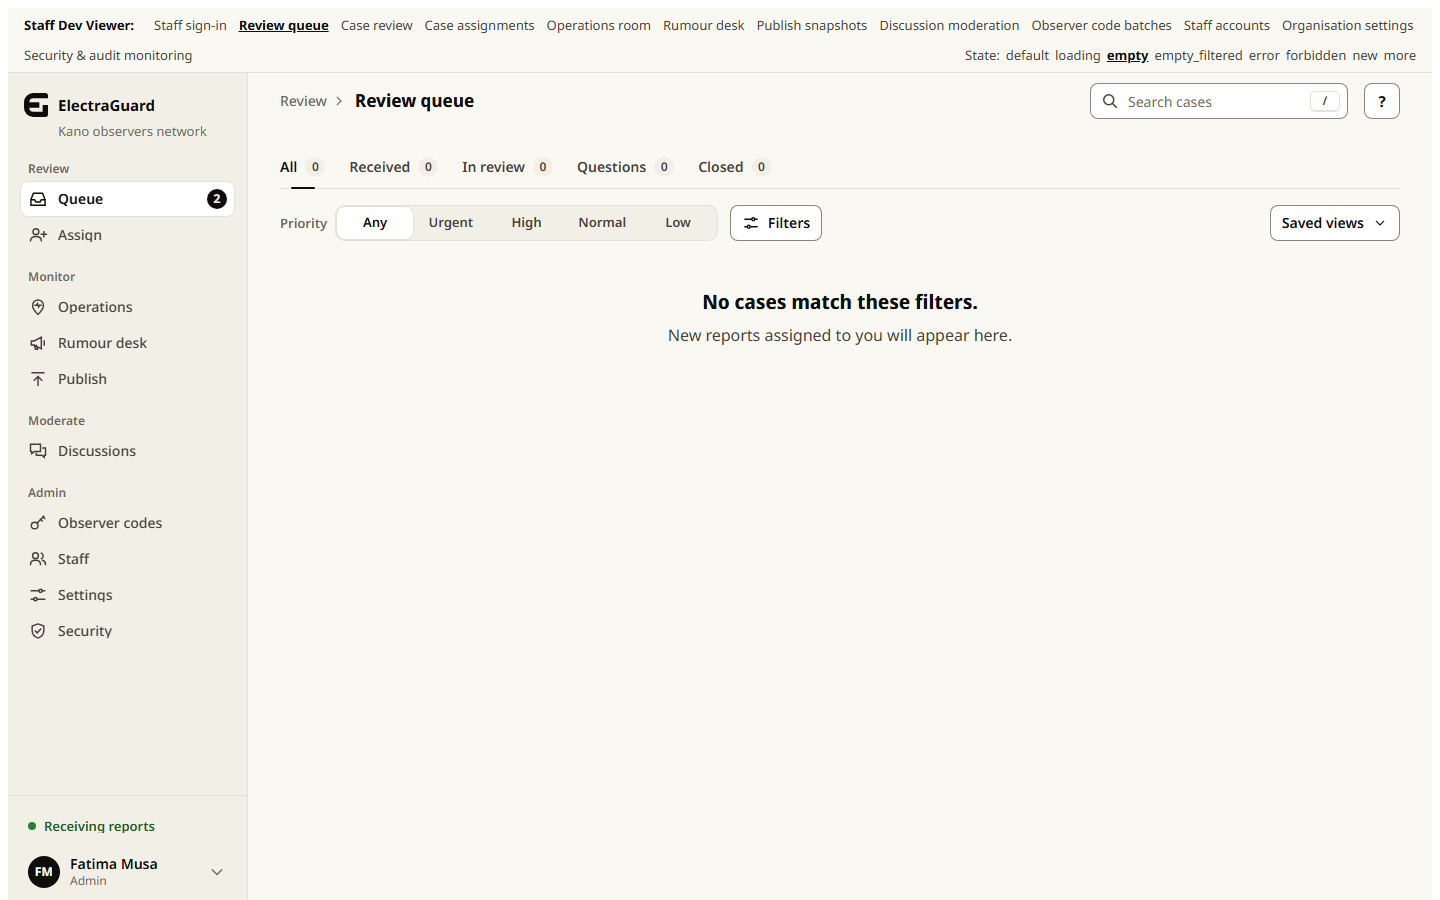 Staff Dev Viewer: Staff sign-in Review queue Case review Case assignments Operations room Rumour desk Publish snapshots Discussion moderation Observer code batches Staff accounts Organisation settings
Security & audit monitoring State: default loading empty empty_filtered error forbidden new more
ElectraGuard
Kano observers network
Review
Queue 2
Assign
Monitor
Operations
Rumour desk
Publish
Moderate
Discussions
Admin
Observer codes
Staff
Settings
Security
Receiving reports
FM Fatima Musa
Admin
Review Review queue
Search cases / ?
All 0 Received 0 In review 0 Questions 0 Closed 0
Priority Any Urgent High Normal Low Filters Saved views
No cases match these filters.
New reports assigned to you will appear here.